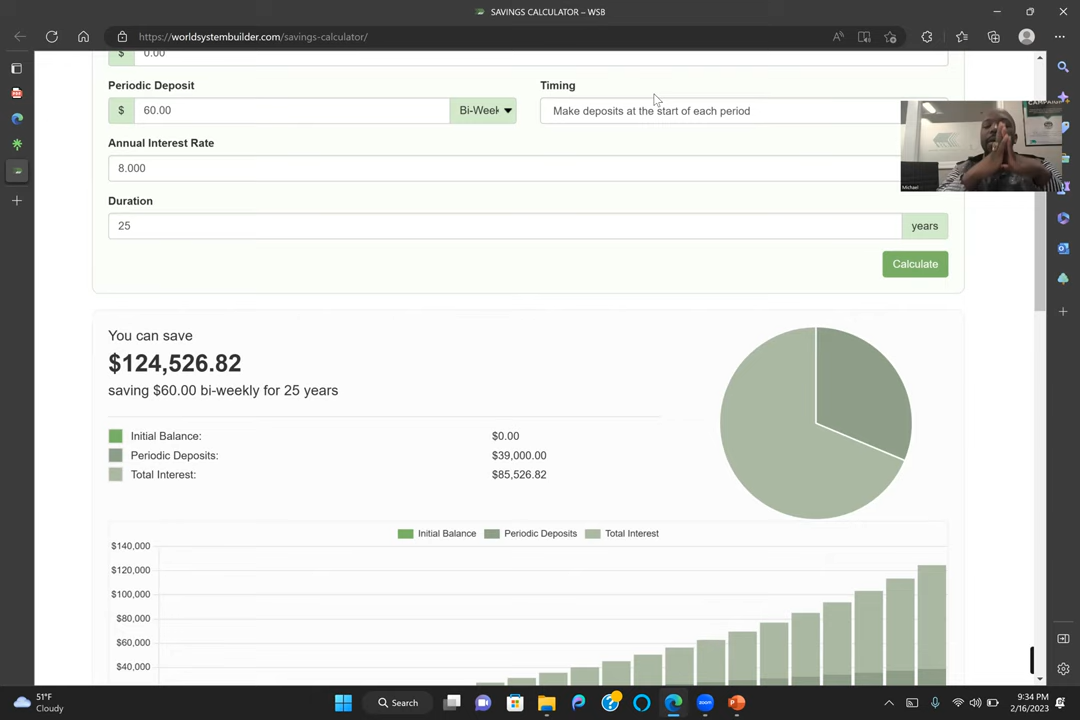 SAVINGS CALCULATOR – WSB
https://worldsystembuilder.com/savings-calculator/
$ 0.00
Periodic Deposit
Timing
$ 60.00 Bi-Week
Make deposits at the start of each period
CAMPAIGN
Annual Interest Rate
8.000
Michael
Duration
25 years
Calculate
You can save
$124,526.82
saving $60.00 bi-weekly for 25 years
Initial Balance: $0.00
Periodic Deposits: $39,000.00
Total Interest: $85,526.82
Initial Balance Periodic Deposits Total Interest
$140,000
$120,000
$100,000
$80,000
$60,000
$40,000
51°F
Cloudy
Search
zoom
9:34 PM
2/16/2023